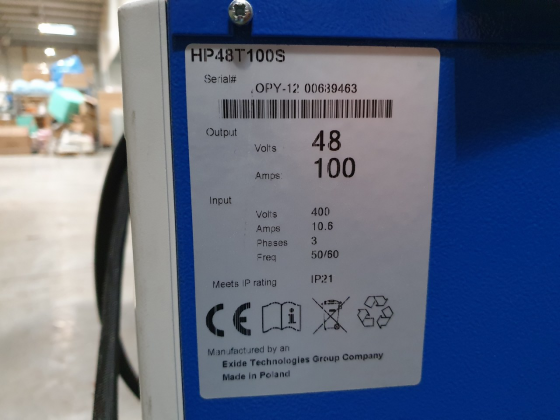 HP48T100S
Serial#
OPY-12 00689463
Output
Volts 48
Amps 100
Input
Volts 400
Amps 10.6
Phases 3
Freq 50/60
Meets IP rating IP21
CE
Manufactured by an
Exide Technologies Group Company
Made in Poland